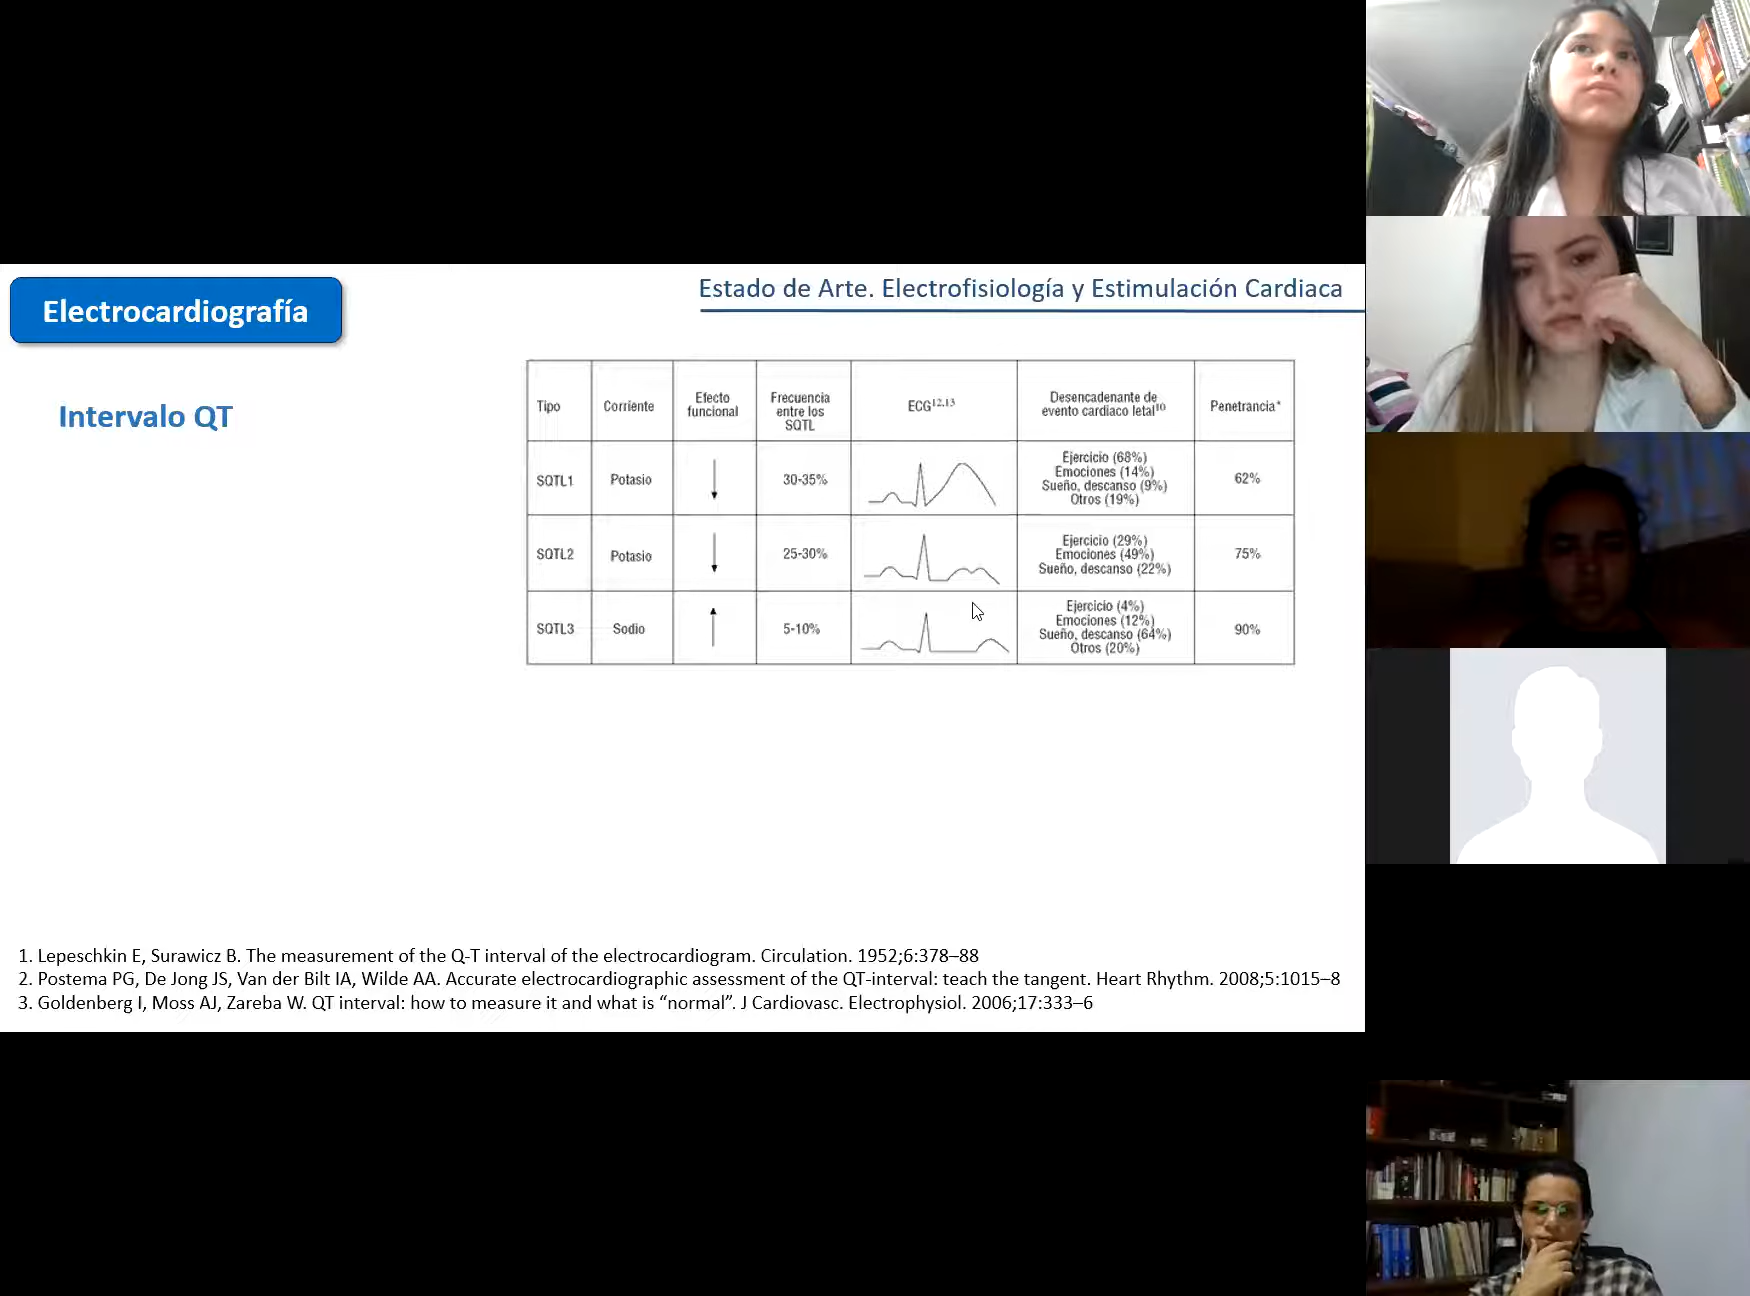 Electrocardiografía
Estado de Arte. Electrofisiología y Estimulación Cardiaca
Intervalo QT
Tipo
Corriente
Efecto
funcional
Frecuencia
entre los
SQTL
ECG12,13
Desencadenante de
evento cardiaco letal10
Penetrancia*
SQTL1
Potasio
30-35%
Ejercicio (68%)
Emociones (14%)
Sueño, descanso (9%)
Otros (19%)
62%
SQTL2
Potasio
25-30%
Ejercicio (29%)
Emociones (49%)
Sueño, descanso (22%)
75%
SQTL3
Sodio
5-10%
Ejercicio (4%)
Emociones (12%)
Sueño, descanso (64%)
Otros (20%)
90%
1. Lepeschkin E, Surawicz B. The measurement of the Q-T interval of the electrocardiogram. Circulation. 1952;6:378–88
2. Postema PG, De Jong JS, Van der Bilt IA, Wilde AA. Accurate electrocardiographic assessment of the QT-interval: teach the tangent. Heart Rhythm. 2008;5:1015–8
3. Goldenberg I, Moss AJ, Zareba W. QT interval: how to measure it and what is “normal”. J Cardiovasc. Electrophysiol. 2006;17:333–6